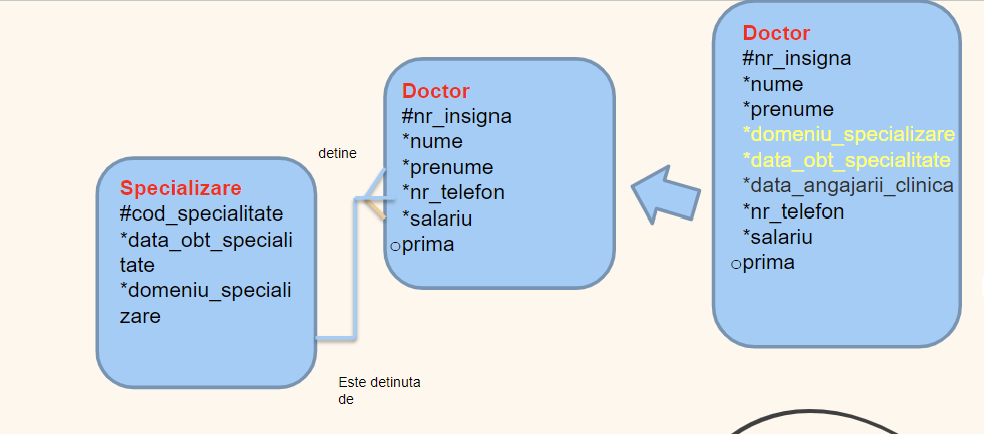 Specializare
#cod_specialitate
*data_obt_speciali
tate
*domeniu_speciali
zare
detine
Este detinuta
de
Doctor
#nr_insigna
*nume
*prenume
*nr_telefon
*salariu
○prima
Doctor
#nr_insigna
*nume
*prenume
*domeniu_specializare
*data_obt_specialitate
*data_angajarii_clinica
*nr_telefon
*salariu
○prima